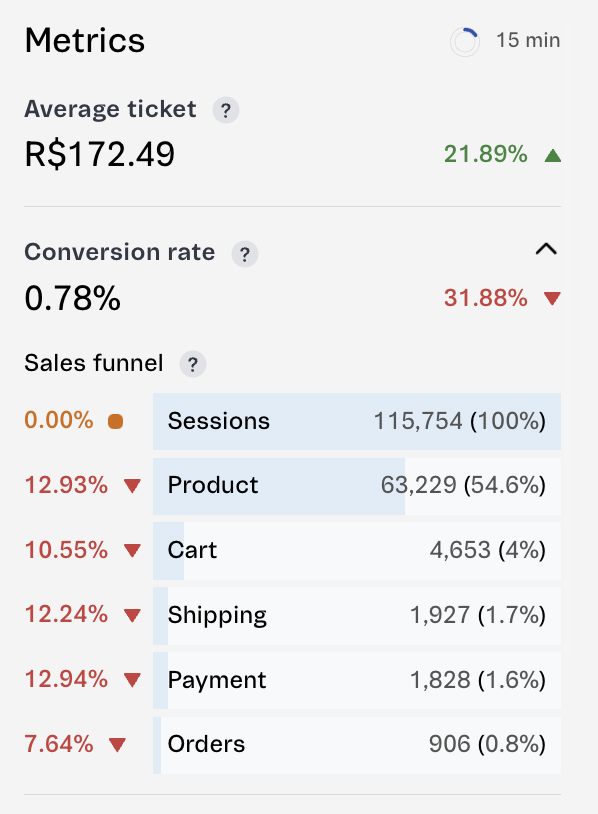 Metrics 15 min
Average ticket ?
R$172.49 21.89%
Conversion rate ?
0.78% 31.88%
Sales funnel ?
0.00% Sessions 115,754 (100%)
12.93% Product 63,229 (54.6%)
10.55% Cart 4,653 (4%)
12.24% Shipping 1,927 (1.7%)
12.94% Payment 1,828 (1.6%)
7.64% Orders 906 (0.8%)